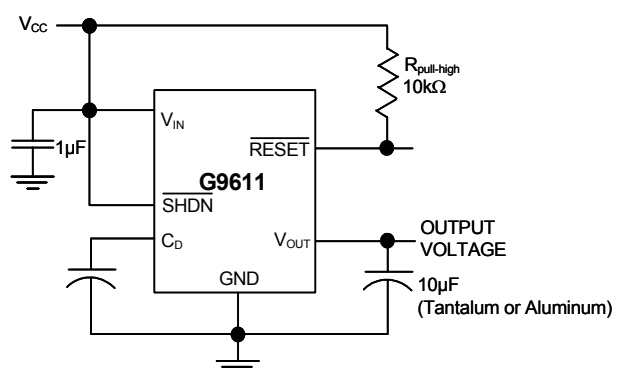 VCC
Rpull-high
10kΩ
VIN
1μF
RESET
G9611
SHDN
CD
VOUT
OUTPUT
VOLTAGE
GND
10μF
(Tantalum or Aluminum)